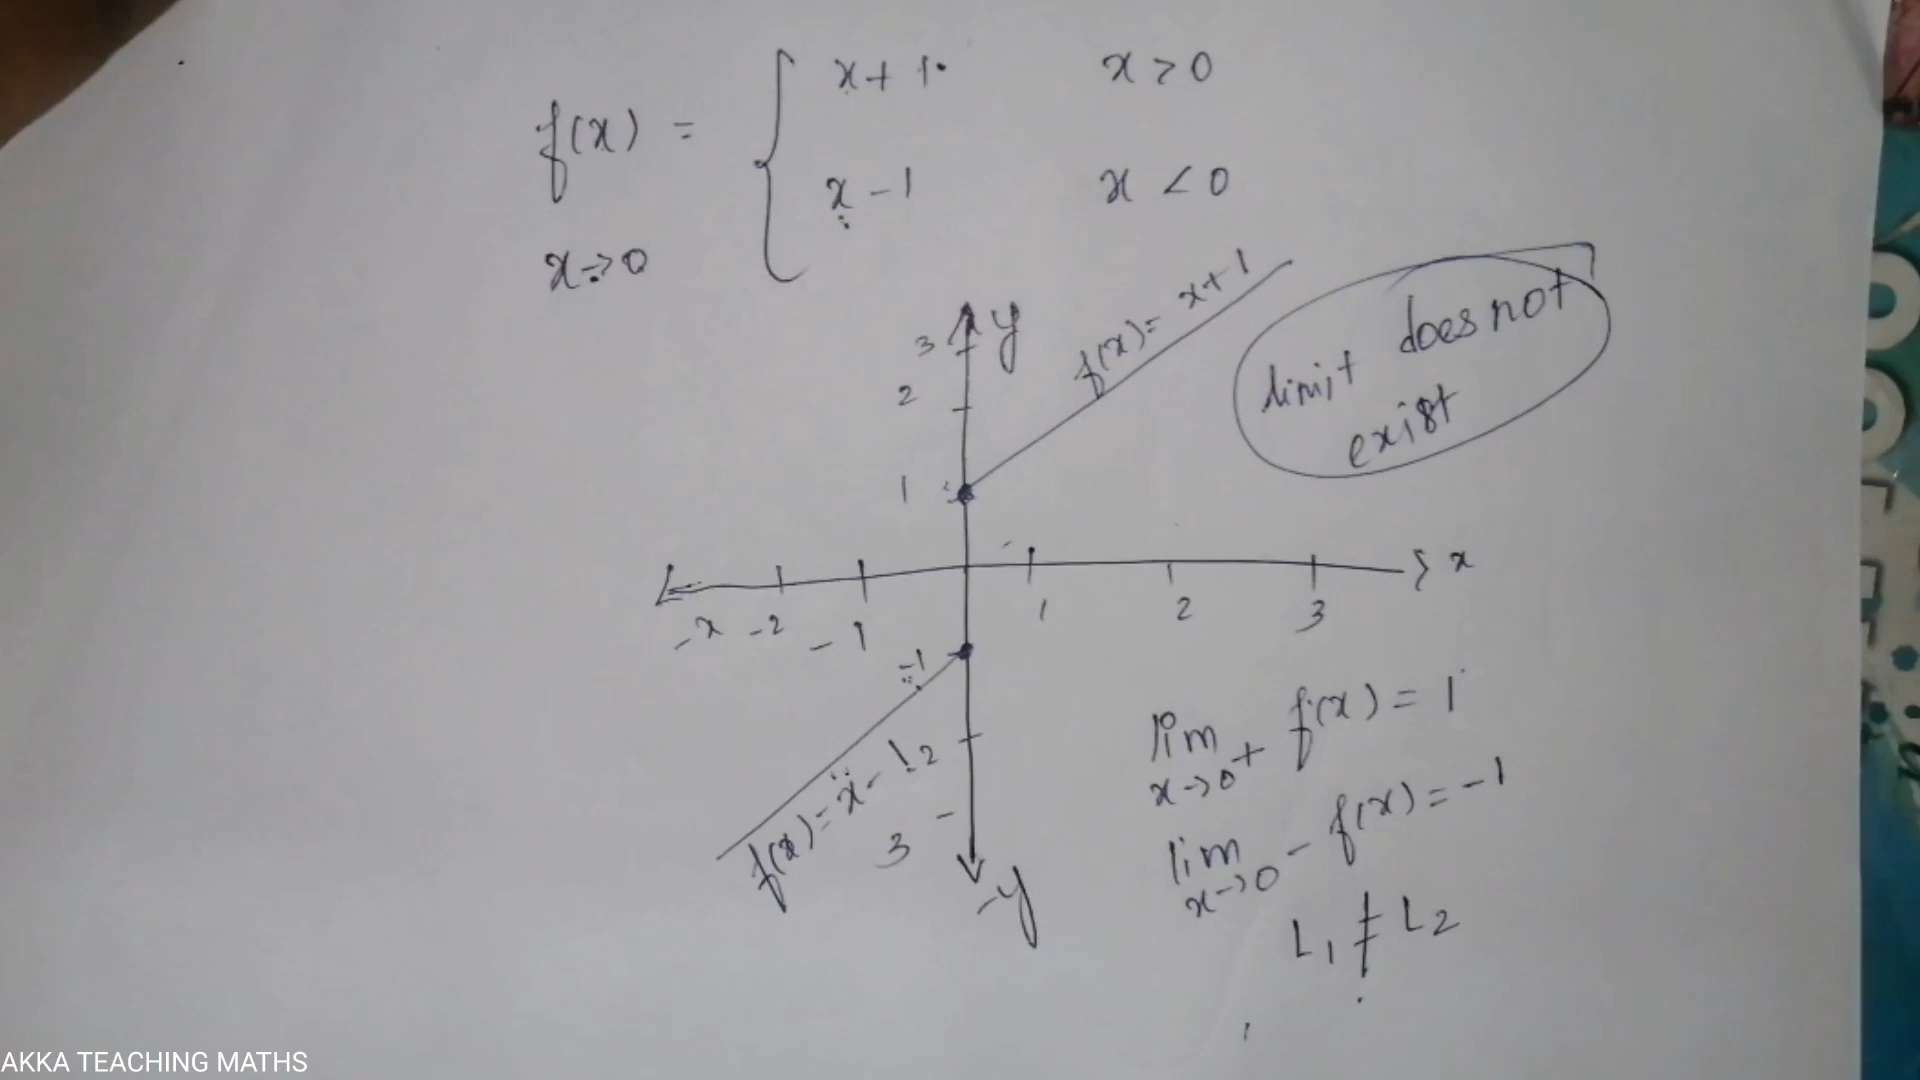 f(x) = { x + 1 x > 0
x - 1 x < 0
x → 0
y
3
2
1
f(x) = x + 1
limit does not
exist
x
-x -2 -1 1 2 3
-1
f(x) = x - 1
2
3
-y
lim x→0+ f(x) = 1
lim x→0- f(x) = -1
L1 ≠ L2
AKKA TEACHING MATHS